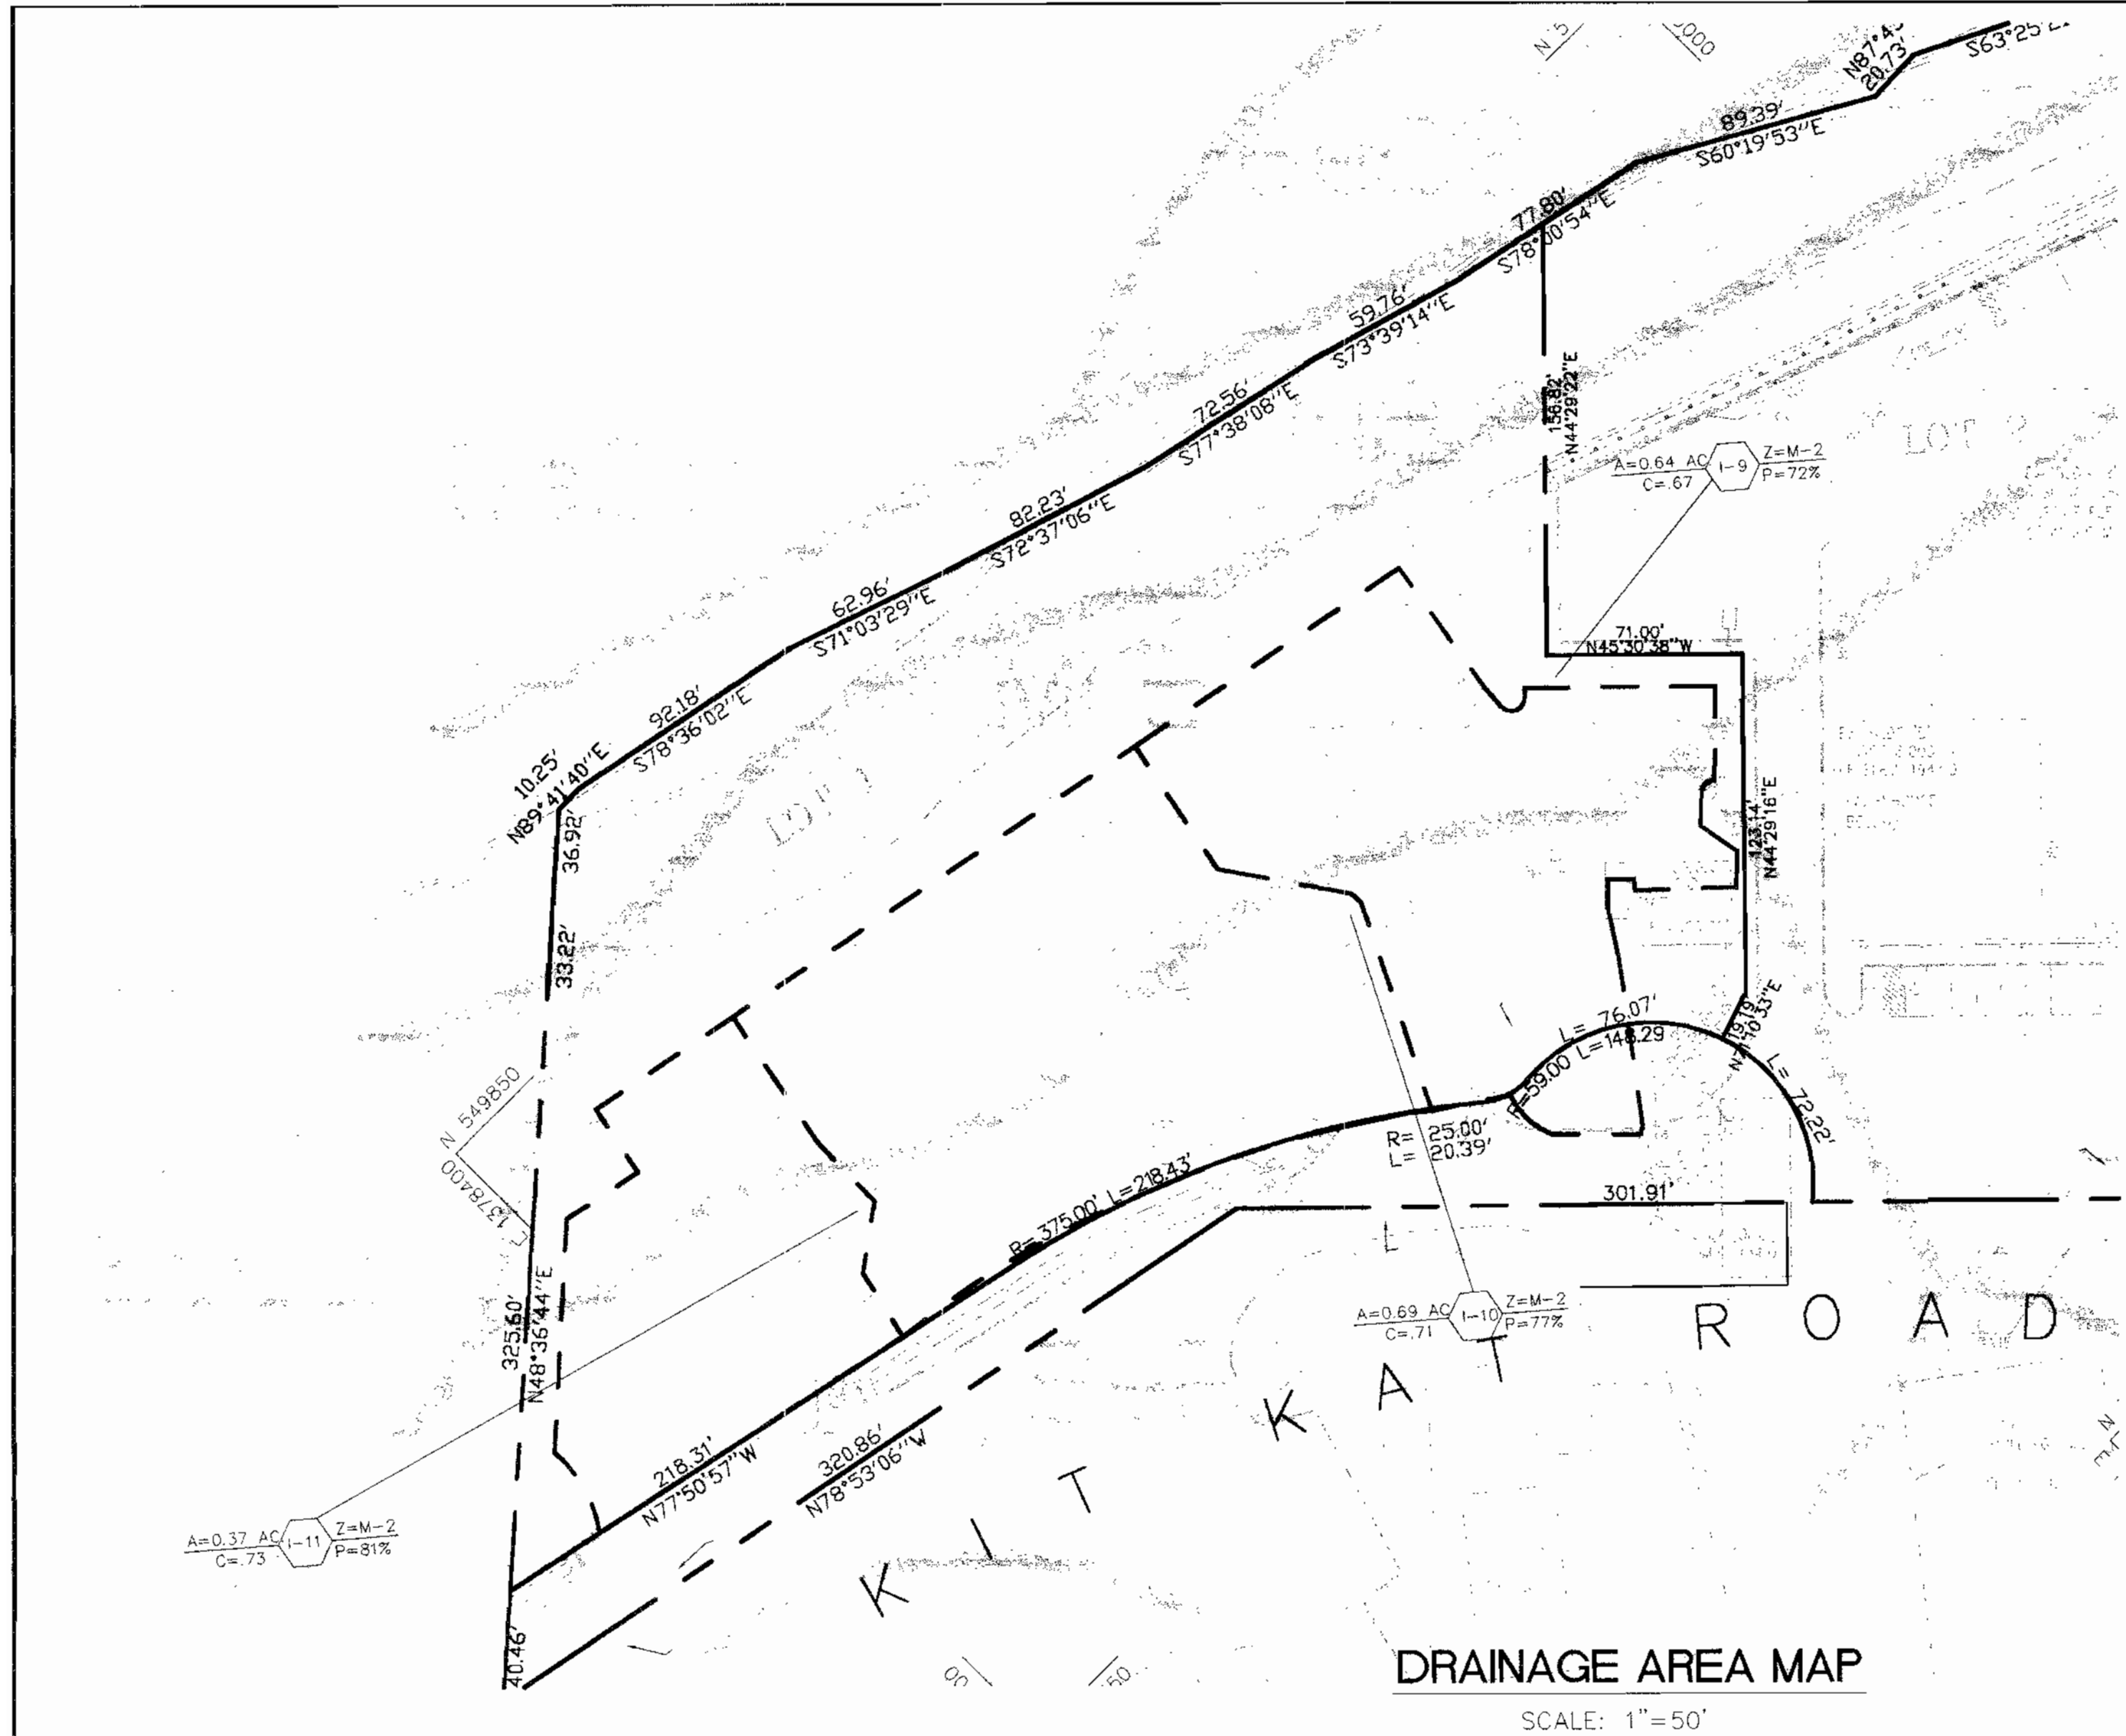 N 5
S63°25'2
20.73'
89.39'
S60°19'53"E
77.80'
S78°00'54"E
59.76'
S73°39'14"E
156.82'
N44°29'22"E
72.56'
S77°38'08"E
A=0.64 AC
C=.67
I-9
Z=M-2
P=72%
LOT
82.23'
S72°37'06"E
62.96'
S71°03'29"E
71.00'
N45°30'38"W
92.18'
S78°36'02"E
10.25'
N89°41'40"E
36.92'
123.14'
N44°29'16"E
33.22'
L= 76.07'
R=59.00 L=148.29
19.19'
L= 72.22'
N 549850
1378400
R= 25.00'
L= 20.39'
R= 375.00' L=218.43'
301.91'
325.60'
N48°36'44"E
A=0.69 AC
C=.71
I-10
Z=M-2
P=77%
KIT KAT ROAD
218.31'
N77°50'57"W
320.86'
N78°53'06"W
A=0.37 AC
C=.73
I-11
Z=M-2
P=81%
40.46'
DRAINAGE AREA MAP
SCALE: 1"=50'